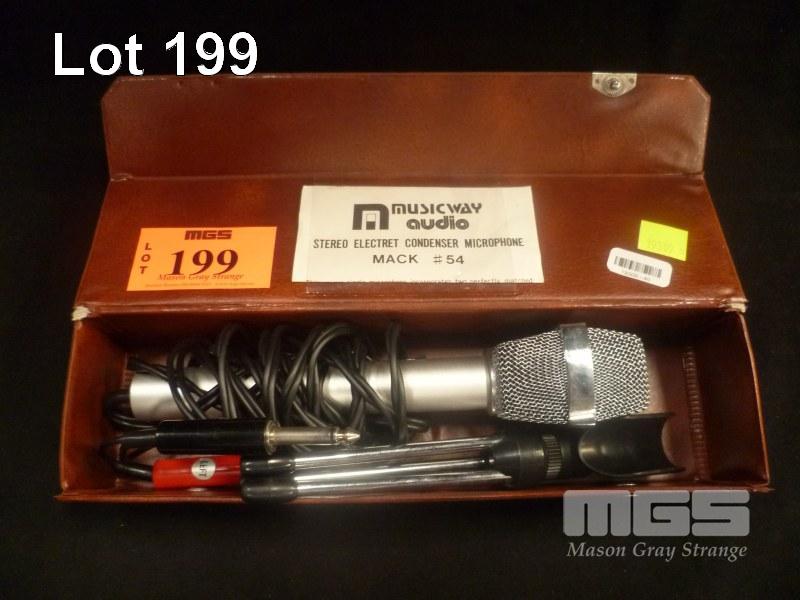 Lot 199
MUSICWAY
audio
STEREO ELECTRET CONDENSER MICROPHONE
MACK #54
MGS
LOT
199
Mason Gray Strange
MGS
Mason Gray Strange